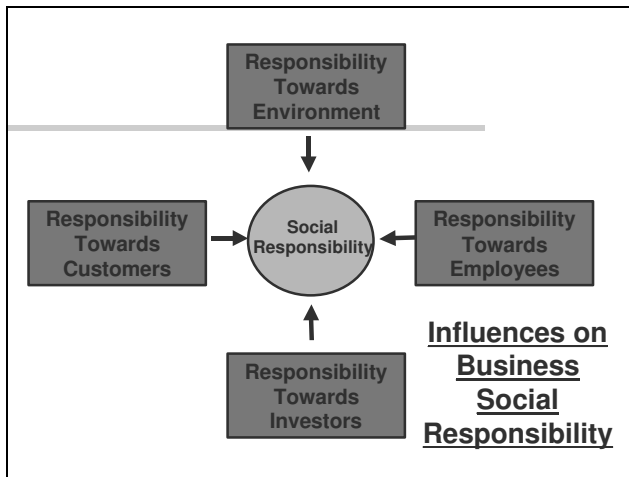 Responsibility
Towards
Environment
Responsibility
Towards
Customers
Social
Responsibility
Responsibility
Towards
Employees
Responsibility
Towards
Investors
Influences on
Business
Social
Responsibility